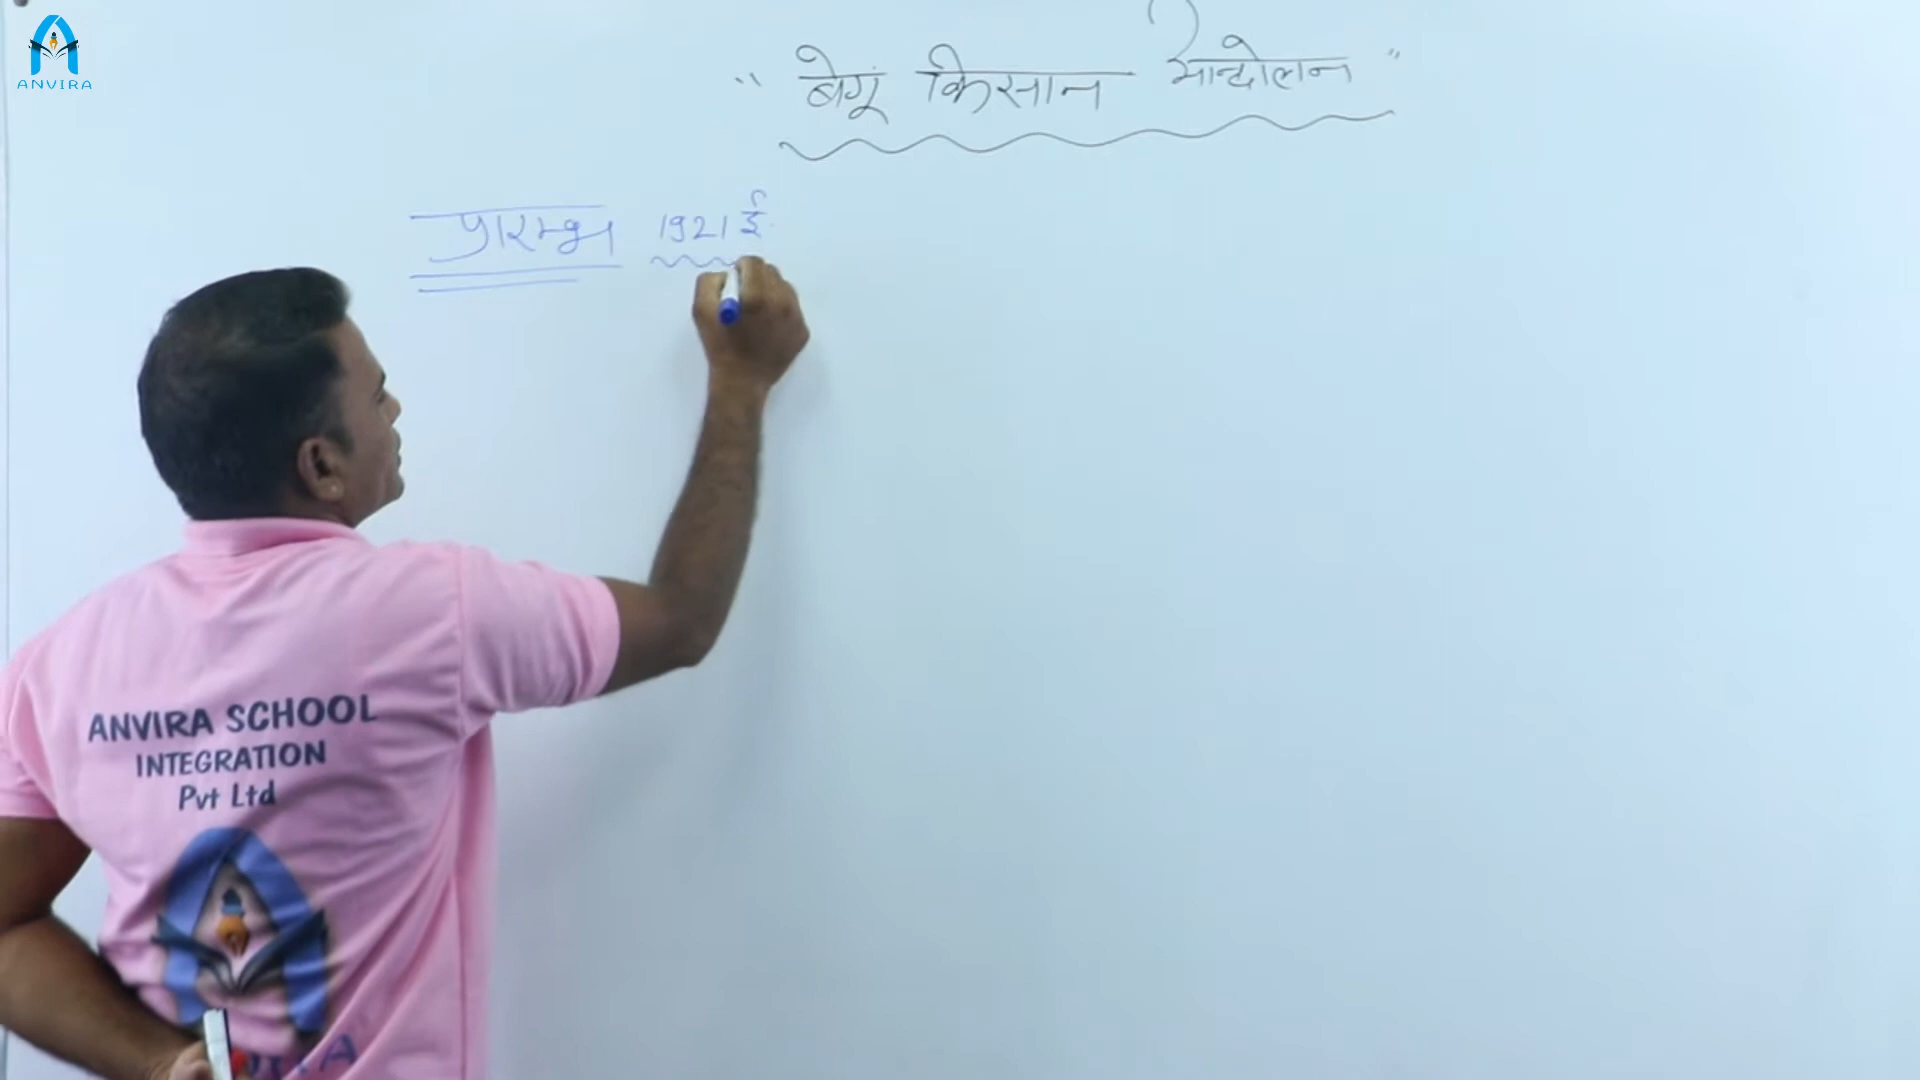 ANVIRA
" बेगूं किसान आन्दोलन "
प्रारम्भ 1921 ई.
ANVIRA SCHOOL
INTEGRATION
Pvt Ltd